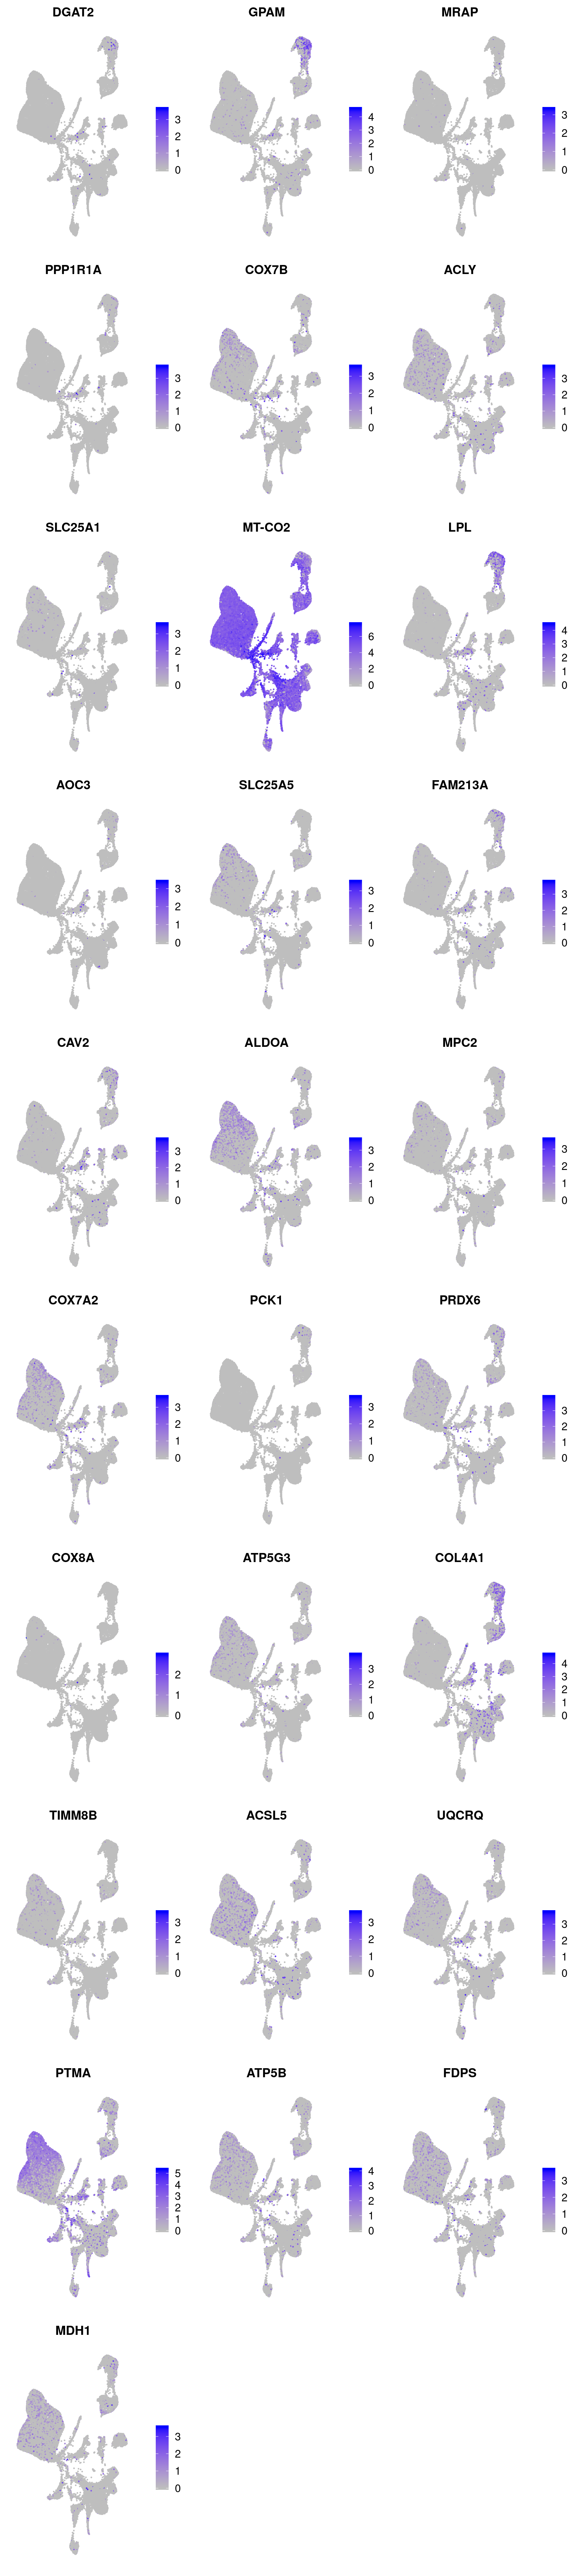 DGAT2 GPAM MRAP
3 4 3
2 3 2
1 2 1
0 1 0
0
PPP1R1A COX7B ACLY
3 3 3
2 2 2
1 1 1
0 0 0
SLC25A1 MT-CO2 LPL
3 6 4
2 4 3
1 2 2
0 0 1
0
AOC3 SLC25A5 FAM213A
3 3 3
2 2 2
1 1 1
0 0 0
CAV2 ALDOA MPC2
3 3 3
2 2 2
1 1 1
0 0 0
COX7A2 PCK1 PRDX6
3 3 3
2 2 2
1 1 1
0 0 0
COX8A ATP5G3 COL4A1
2 3 4
1 2 3
0 1 2
0 1
0
TIMM8B ACSL5 UQCRQ
3 3 3
2 2 2
1 1 1
0 0 0
PTMA ATP5B FDPS
5 4 3
4 3 2
3 2 1
2 1 0
1 0
0
MDH1
3
2
1
0